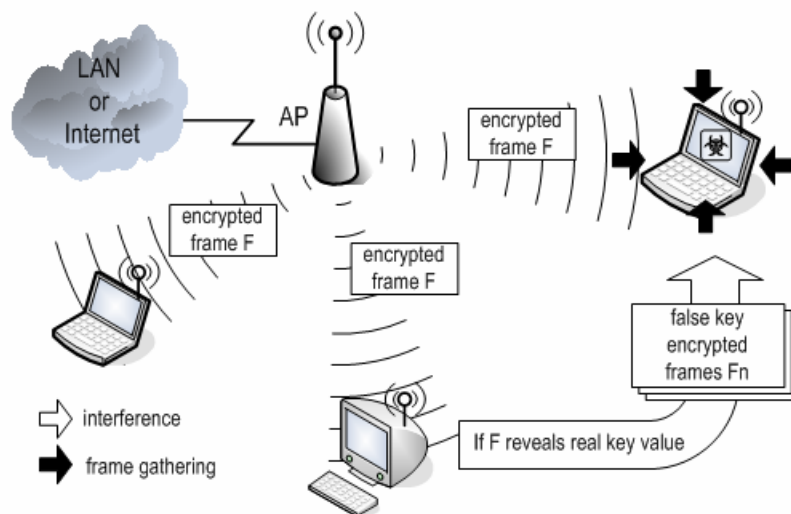 LAN
or
Internet
AP
encrypted
frame F
encrypted
frame F
encrypted
frame F
false key
encrypted
frames Fn
If F reveals real key value
interference
frame gathering